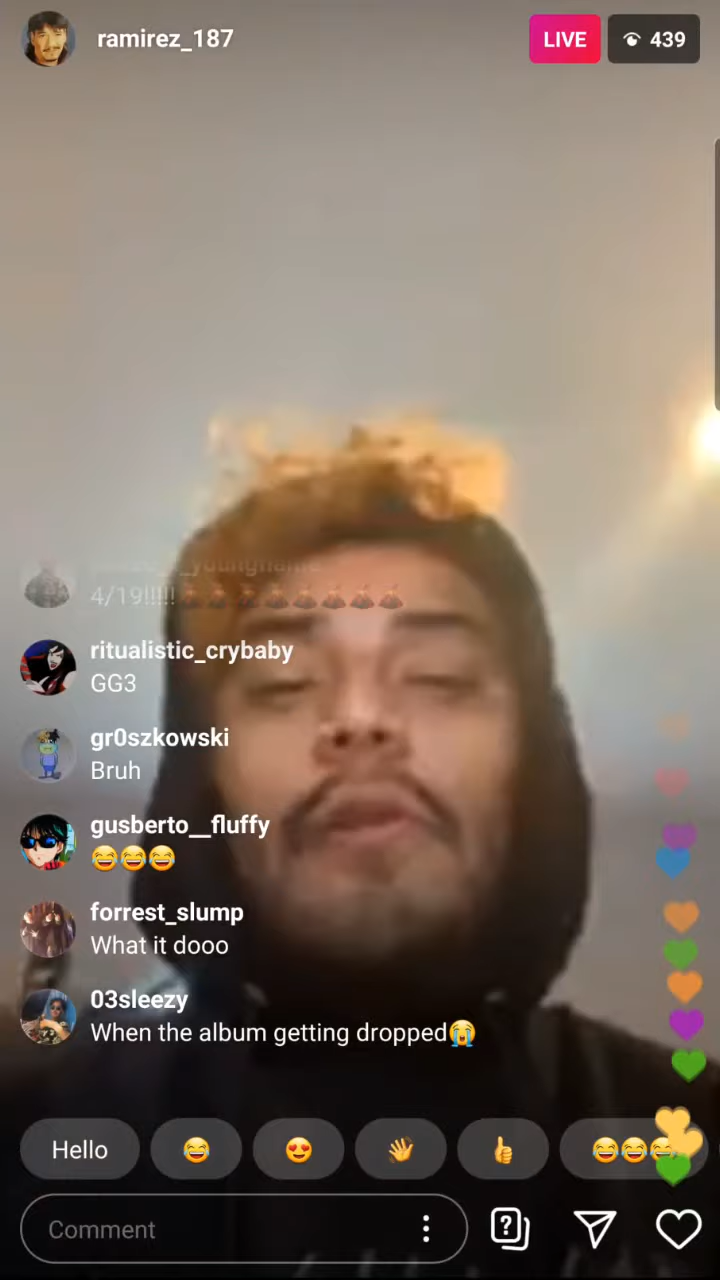 ramirez_187
LIVE
439
4/19!!!!!🌋🌋🌋🌋🌋🌋🌋🌋
ritualistic_crybaby
GG3
gr0szkowski
Bruh
gusberto__fluffy
😂😂😂
forrest_slump
What it dooo
03sleezy
When the album getting dropped😭
Hello 😂 😍 👋 👍 😂😂😂
Comment